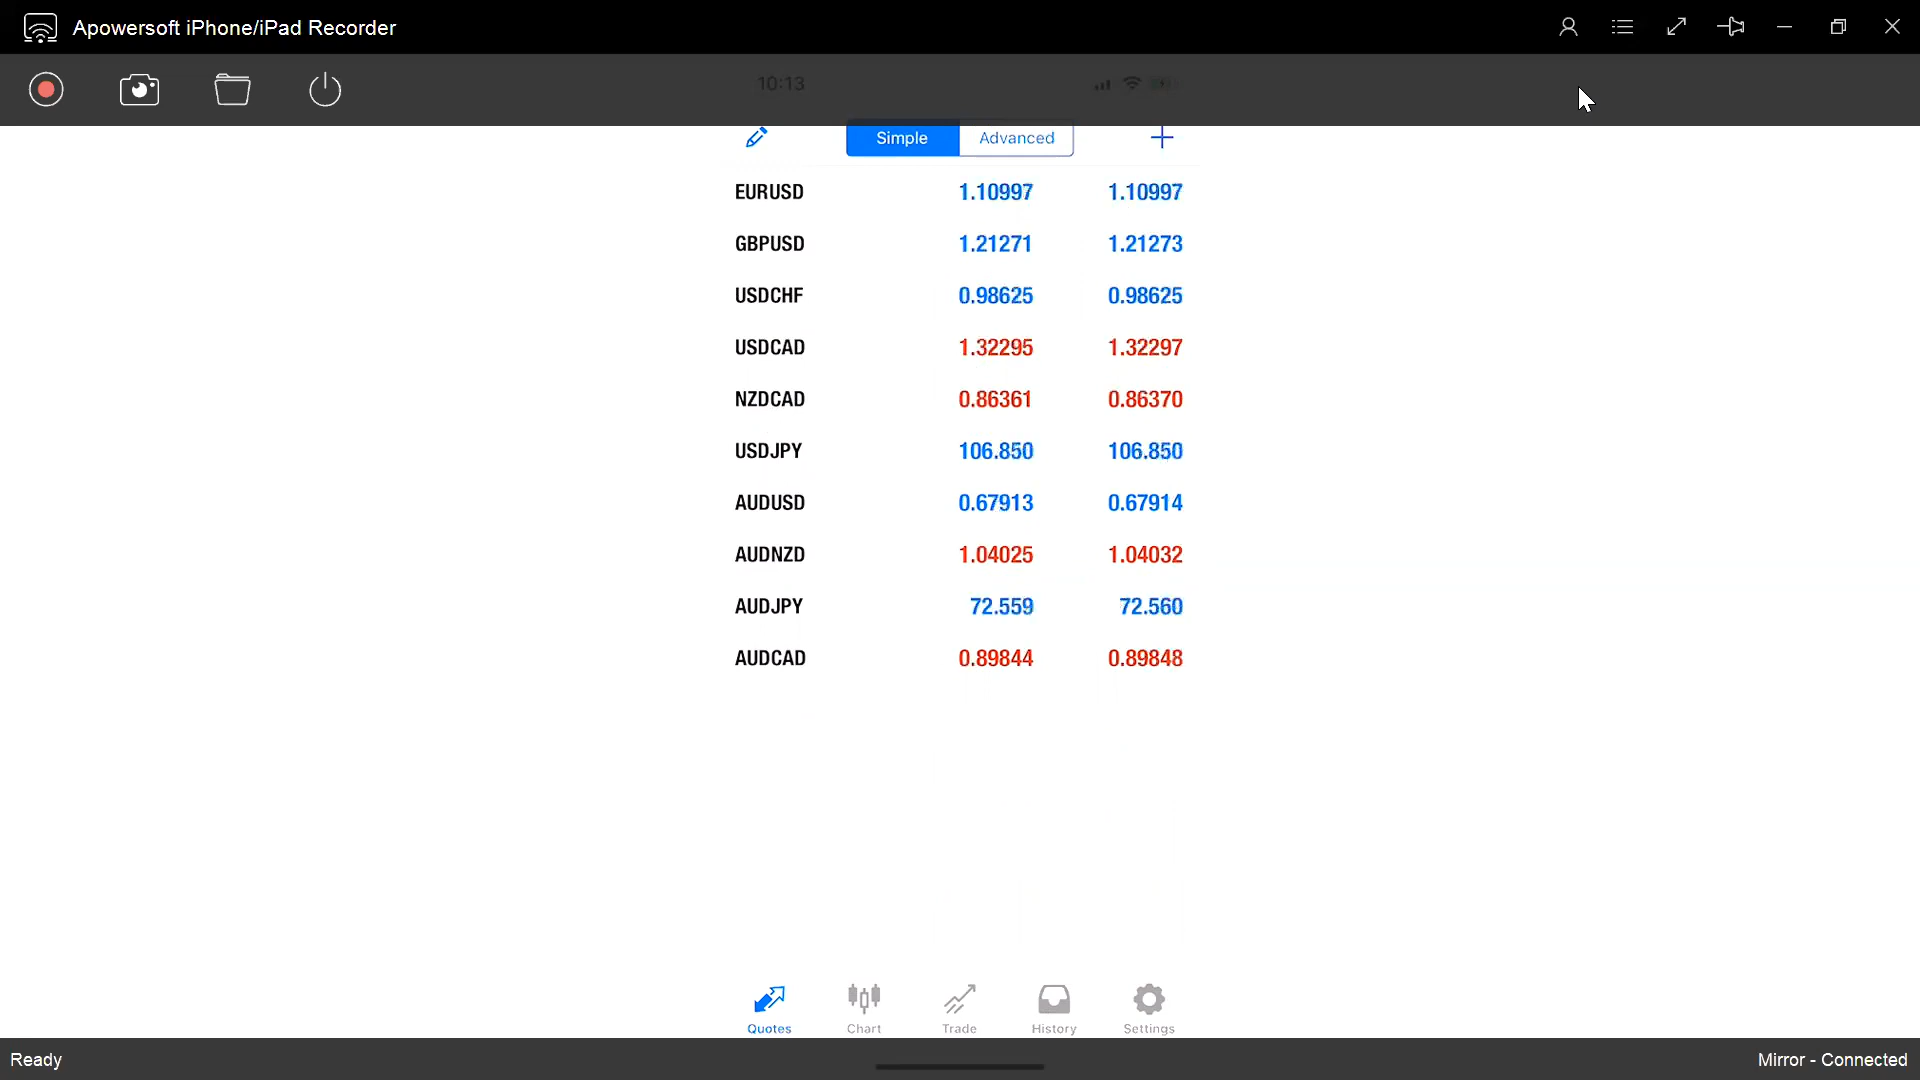 Apowersoft iPhone/iPad Recorder
10:13
Simple Advanced
EURUSD 1.10997 1.10997
GBPUSD 1.21271 1.21273
USDCHF 0.98625 0.98625
USDCAD 1.32295 1.32297
NZDCAD 0.86361 0.86370
USDJPY 106.850 106.850
AUDUSD 0.67913 0.67914
AUDNZD 1.04025 1.04032
AUDJPY 72.559 72.560
AUDCAD 0.89844 0.89848
Quotes Chart Trade History Settings
Ready Mirror - Connected